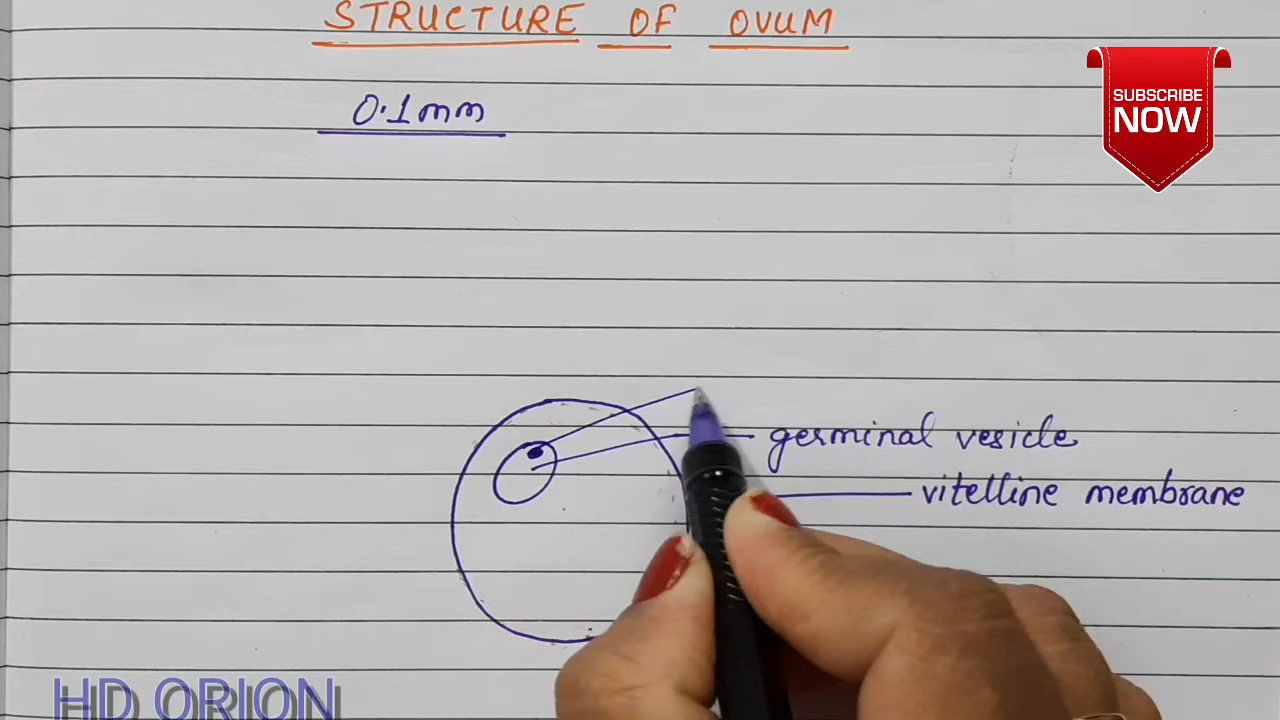 STRUCTURE OF OVUM
0.1mm
SUBSCRIBE
NOW
germinal vesicle
vitelline membrane
HD ORION